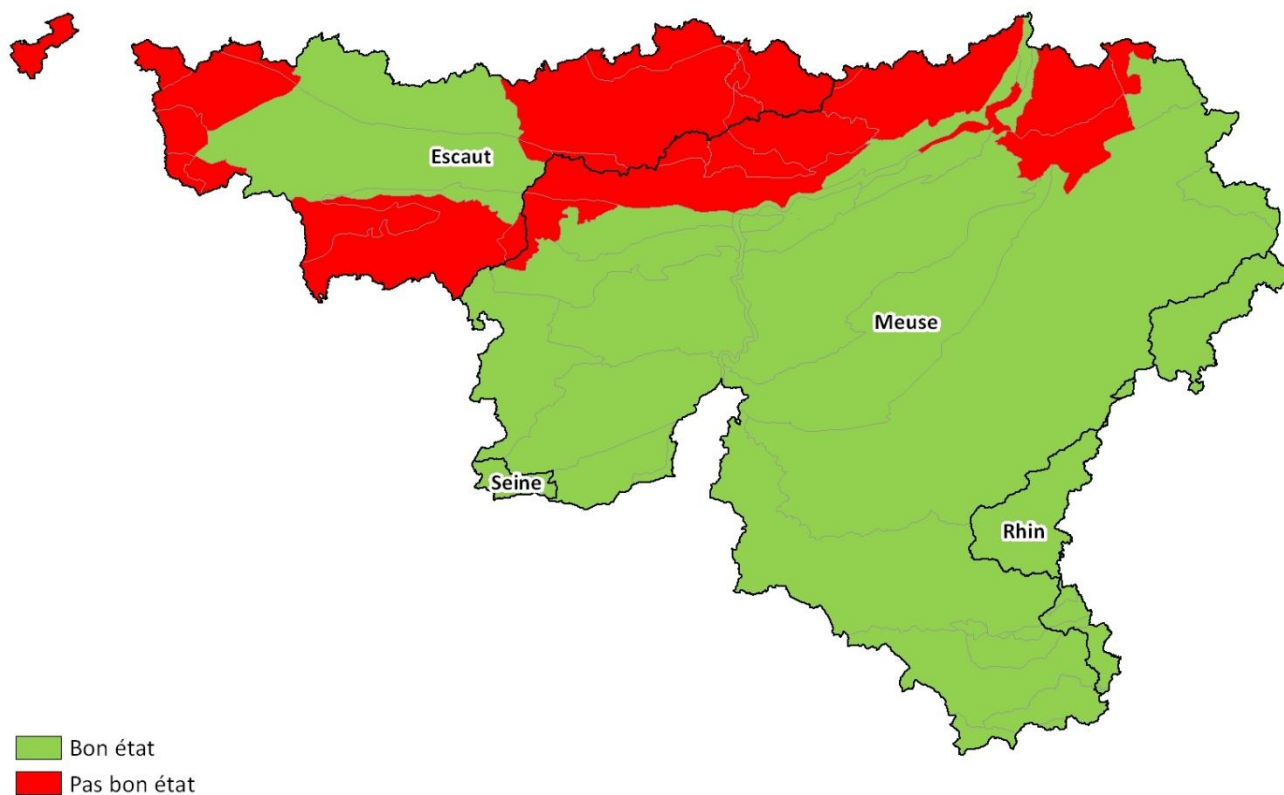 Escaut
Meuse
Seine
Rhin
Bon état
Pas bon état